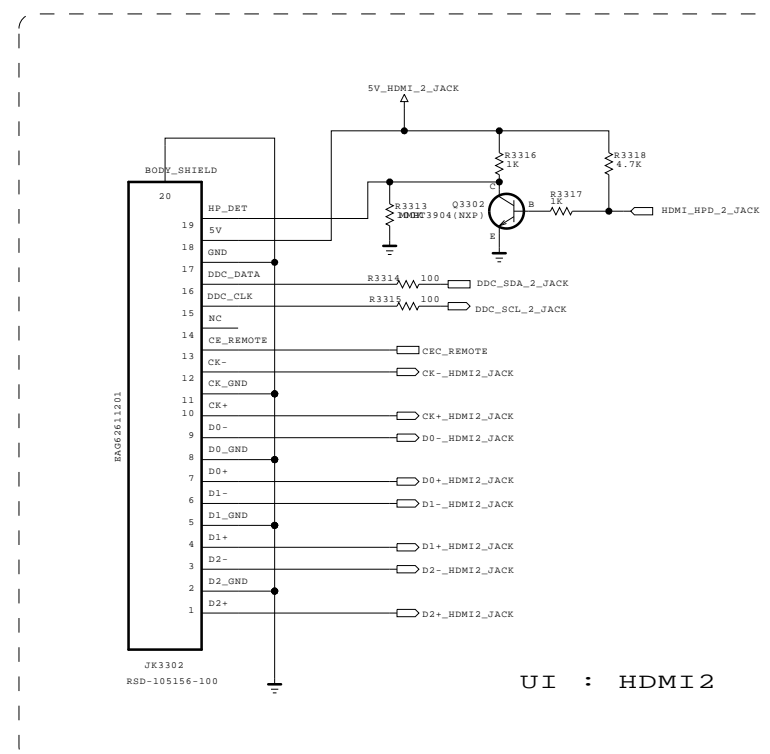 5V_HDMI_2_JACK
BODY_SHIELD
20
R3316
1K
R3318
4.7K
HP_DET
19
R3313
C
Q3302
MMBT3904(NXP)
B
E
R3317
1K
HDMI_HPD_2_JACK
5V
18
GND
17
DDC_DATA
16
R3314 100
DDC_SDA_2_JACK
DDC_CLK
15
R3315 100
DDC_SCL_2_JACK
NC
14
CE_REMOTE
13
CEC_REMOTE
CK-
12
CK-_HDMI2_JACK
CK_GND
11
CK+
10
CK+_HDMI2_JACK
D0-
9
D0-_HDMI2_JACK
D0_GND
8
D0+
7
D0+_HDMI2_JACK
D1-
6
D1-_HDMI2_JACK
D1_GND
5
D1+
4
D1+_HDMI2_JACK
D2-
3
D2-_HDMI2_JACK
D2_GND
2
D2+
1
D2+_HDMI2_JACK
EAG62611201
JK3302
RSD-105156-100
UI : HDMI2